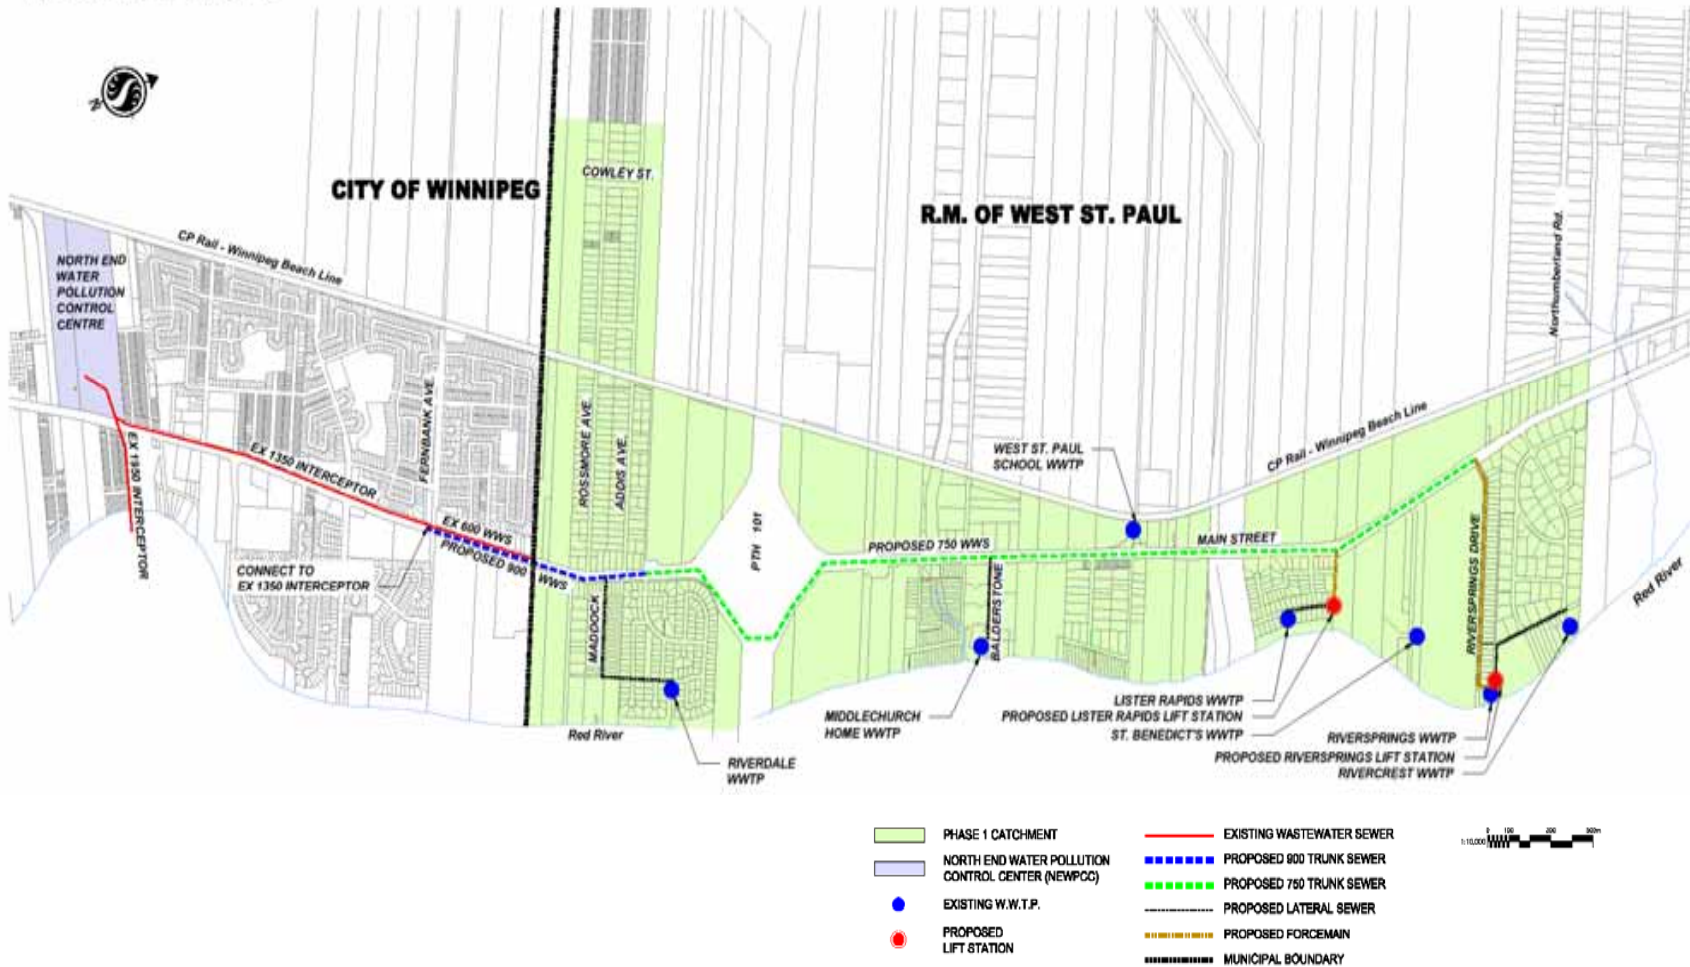 CITY OF WINNIPEG
R.M. OF WEST ST. PAUL
COWLEY ST.
CP Rail - Winnipeg Beach Line
NORTH END
WATER
POLLUTION
CONTROL
CENTRE
Northumberland Rd.
FERNBANK AVE.
ROSSMORE AVE.
ADDIS AVE.
EX 1950 INTERCEPTOR
EX 1350 INTERCEPTOR
EX 600 WWS
PROPOSED 900 WWS
CONNECT TO
EX 1350 INTERCEPTOR
PTH 101
WEST ST. PAUL
SCHOOL WWTP
CP Rail - Winnipeg Beach Line
PROPOSED 750 WWS
MAIN STREET
MADDOCK
BALDERSTONE
RIVERSPRINGS DRIVE
Red River
Red River
RIVERDALE
WWTP
MIDDLECHURCH
HOME WWTP
LISTER RAPIDS WWTP
PROPOSED LISTER RAPIDS LIFT STATION
ST. BENEDICT'S WWTP
RIVERSPRINGS WWTP
PROPOSED RIVERSPRINGS LIFT STATION
RIVERCREST WWTP
PHASE 1 CATCHMENT
NORTH END WATER POLLUTION
CONTROL CENTER (NEWPCC)
EXISTING W.W.T.P.
PROPOSED
LIFT STATION
EXISTING WASTEWATER SEWER
PROPOSED 900 TRUNK SEWER
PROPOSED 750 TRUNK SEWER
PROPOSED LATERAL SEWER
PROPOSED FORCEMAIN
MUNICIPAL BOUNDARY
1:10,000